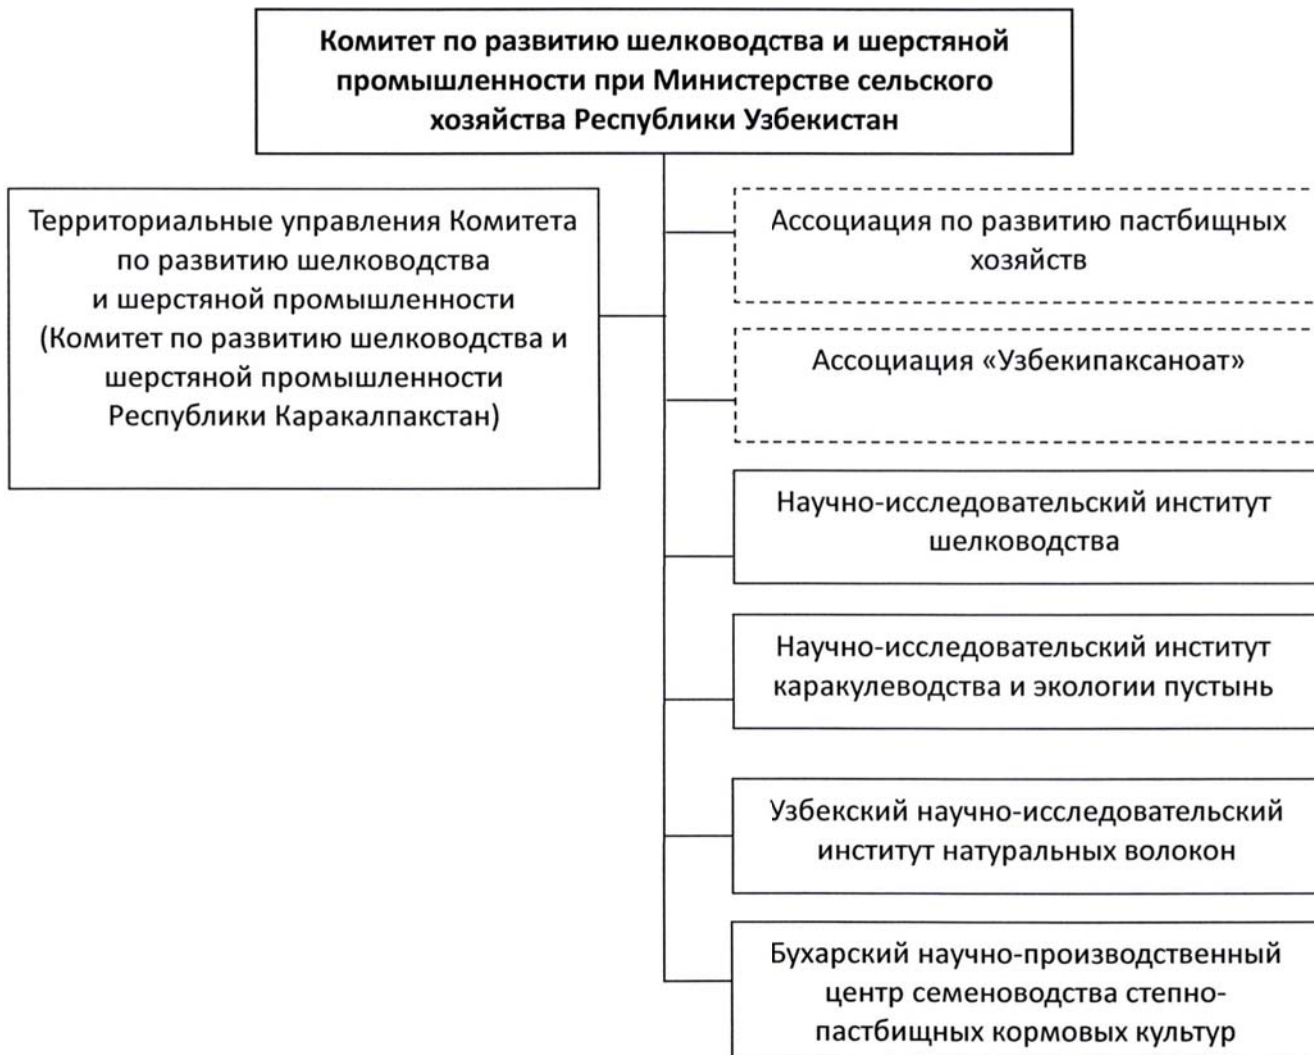 Комитет по развитию шелководства и шерстяной
промышленности при Министерстве сельского
хозяйства Республики Узбекистан
Территориальные управления Комитета
по развитию шелководства
и шерстяной промышленности
(Комитет по развитию шелководства и
шерстяной промышленности
Республики Каракалпакстан)
Ассоциация по развитию пастбищных
хозяйств
Ассоциация «Узбекипаксаноат»
Научно-исследовательский институт
шелководства
Научно-исследовательский институт
каракулеводства и экологии пустынь
Узбекский научно-исследовательский
институт натуральных волокон
Бухарский научно-производственный
центр семеноводства степно-
пастбищных кормовых культур